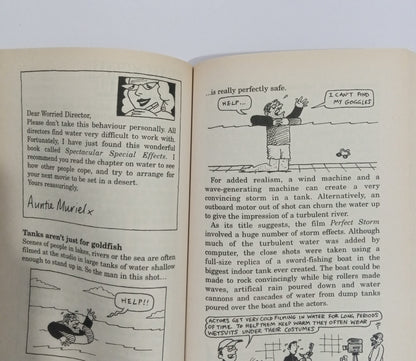 Dear Worried Director,
Please don't take this behaviour personally. All
directors find water very difficult to work with.
Fortunately, I have just found this wonderful
book called Spectacular Special Effects. I
recommend you read the chapter on water to see
how other people cope, and try to arrange for
your next movie to be set in a desert.
Yours reassuringly,
Auntie Muriel x
Tanks aren't just for goldfish
Scenes of people in lakes, rivers or the sea are often
filmed at the studio in large tanks of water shallow
enough to stand up in. So the man in this shot...
HELP!!
...is really perfectly safe.
HELP...
I CAN'T FIND
MY GOGGLES
For added realism, a wind machine and a
wave-generating machine can create a very
convincing storm in a tank. Alternatively, an
outboard motor out of shot can churn the water up
to give the impression of a turbulent river.
As its title suggests, the film Perfect Storm
involved a huge number of storm effects. Although
much of the turbulent water was added by
computer, the close shots were taken using a
full-size replica of a sword-fishing boat in the
biggest indoor tank ever created. The boat could be
made to rock convincingly while big rollers made
waves, artificial rain poured down and water
cannons and cascades of water from dump tanks
poured over the boat and the actors.
ACTORS GET VERY COLD FILMING IN WATER FOR LONG PERIODS
OF TIME. TO HELP THEM KEEP WARM THEY OFTEN WEAR
WETSUITS UNDER THEIR COSTUMES